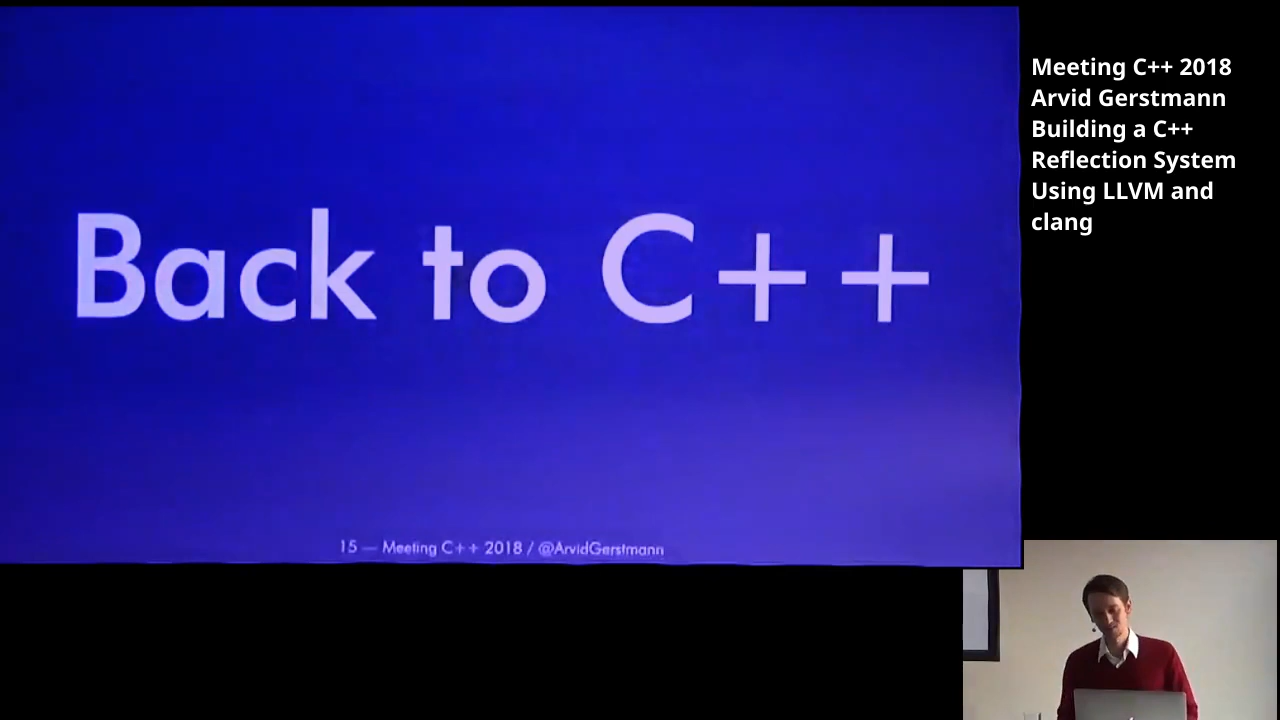 Back to C++
15 — Meeting C++ 2018 / @ArvidGerstmann
Meeting C++ 2018
Arvid Gerstmann
Building a C++
Reflection System
Using LLVM and
clang